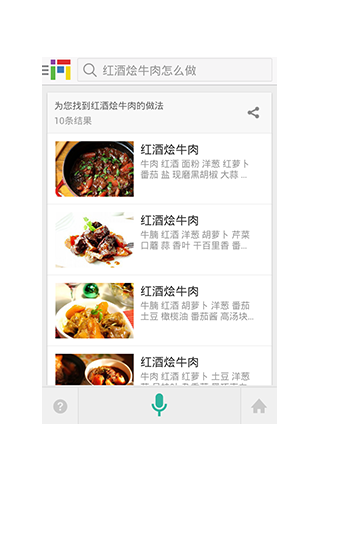 红酒烩牛肉怎么做
为您找到红酒烩牛肉的做法
10条结果
红酒烩牛肉
牛肉 红酒 面粉 洋葱 红萝卜
番茄 盐 现磨黑胡椒 大蒜 ...
红酒烩牛肉
牛腩 红酒 洋葱 胡萝卜 芹菜
口蘑 蒜 香叶 干百里香 番...
红酒烩牛肉
牛腩 红酒 胡萝卜 洋葱 番茄
土豆 橄榄油 番茄酱 高汤块...
红酒烩牛肉
牛肉 红酒 红萝卜 土豆 洋葱
?